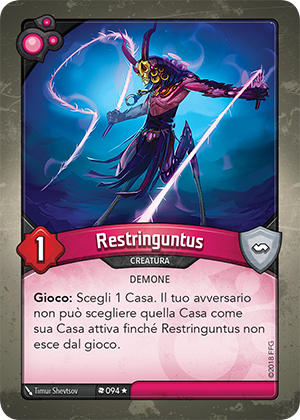 Restringuntus
CREATURA
1
DEMONE
Gioco: Scegli 1 Casa. Il tuo avversario
non può scegliere quella Casa come
sua Casa attiva finché Restringuntus non
esce dal gioco.
©2018 FFG
Timur Shevtsov
094